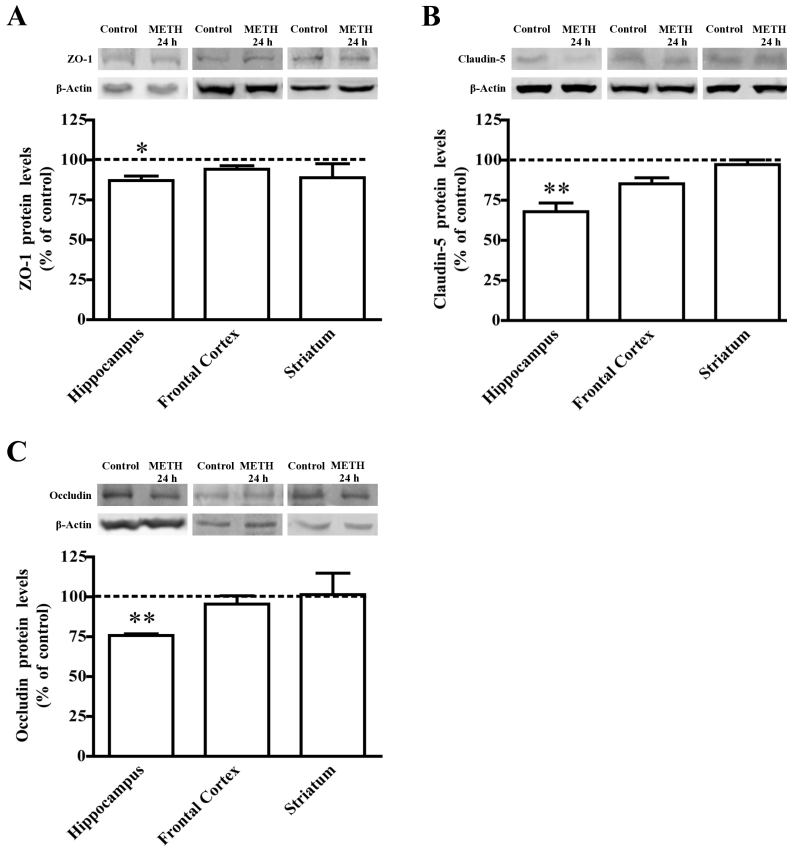 A
Control METH Control METH Control METH
24 h 24 h 24 h
ZO-1
β-Actin
ZO-1 protein levels
(% of control)
125
100
75
50
25
0
*
Hippocampus
Frontal Cortex
Striatum
B
Control METH Control METH Control METH
24 h 24 h 24 h
Claudin-5
β-Actin
Claudin-5 protein levels
(% of control)
125
100
75
50
25
0
**
Hippocampus
Frontal Cortex
Striatum
C
Control METH Control METH Control METH
24 h 24 h 24 h
Occludin
β-Actin
Occludin protein levels
(% of control)
125
100
75
50
25
0
**
Hippocampus
Frontal Cortex
Striatum